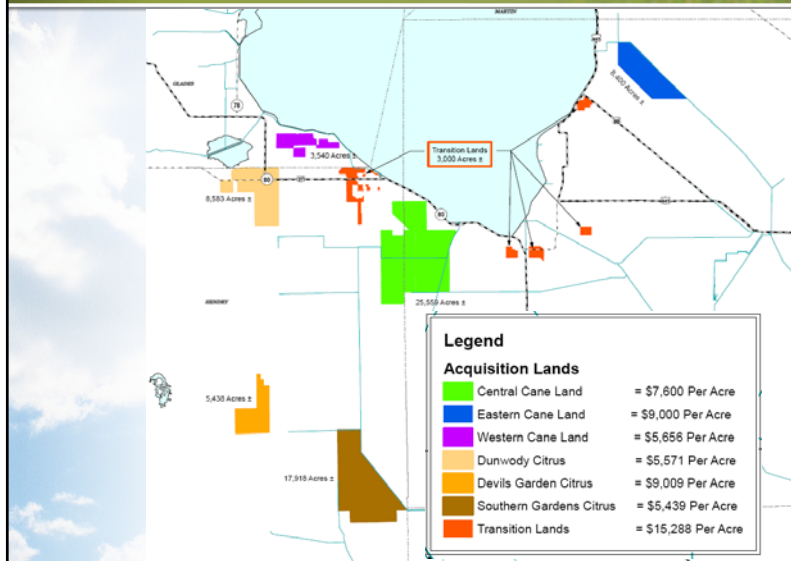 MARTIN
GLADES
78
8,400 Acres ±
3,540 Acres ±
Transition Lands
3,000 Acres ±
80
8,583 Acres ±
80
HENDRY
25,559 Acres ±
5,438 Acres ±
17,918 Acres ±
Legend
Acquisition Lands
Central Cane Land = $7,600 Per Acre
Eastern Cane Land = $9,000 Per Acre
Western Cane Land = $5,656 Per Acre
Dunwody Citrus = $5,571 Per Acre
Devils Garden Citrus = $9,009 Per Acre
Southern Gardens Citrus = $5,439 Per Acre
Transition Lands = $15,288 Per Acre